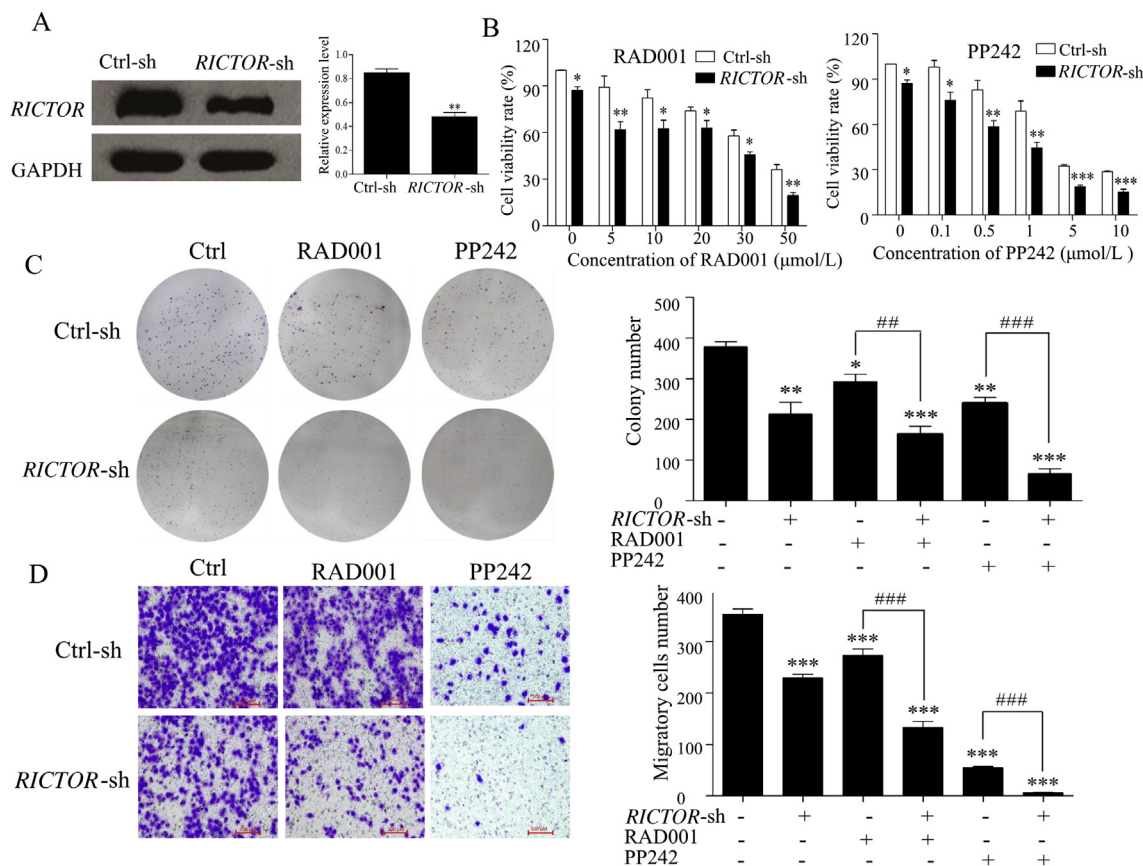 A
Ctrl-sh RICTOR-sh
RICTOR
GAPDH
Relative expression level
0.8
0.6
0.4
0.2
0.0
**
Ctrl-sh RICTOR-sh
B
RAD001
Ctrl-sh
RICTOR-sh
Cell viability rate (%)
120
90
60
30
0
* ** * * * **
0 5 10 20 30 50
Concentration of RAD001 (μmol/L)
PP242
Ctrl-sh
RICTOR-sh
Cell viability rate (%)
120
90
60
30
0
* * ** ** *** ***
0 0.1 0.5 1 5 10
Concentration of PP242 (μmol/L )
C
Ctrl RAD001 PP242
Ctrl-sh
RICTOR-sh
Colony number
400
300
200
100
0
## ###
** * *** ** ***
RICTOR-sh - + - + - +
RAD001 - - + + - -
PP242 - - - - + +
D
Ctrl RAD001 PP242
Ctrl-sh
RICTOR-sh
Migratory cells number
400
300
200
100
0
### ###
*** *** *** *** ***
RICTOR-sh - + - + - +
RAD001 - - + + - -
PP242 - - - - + +